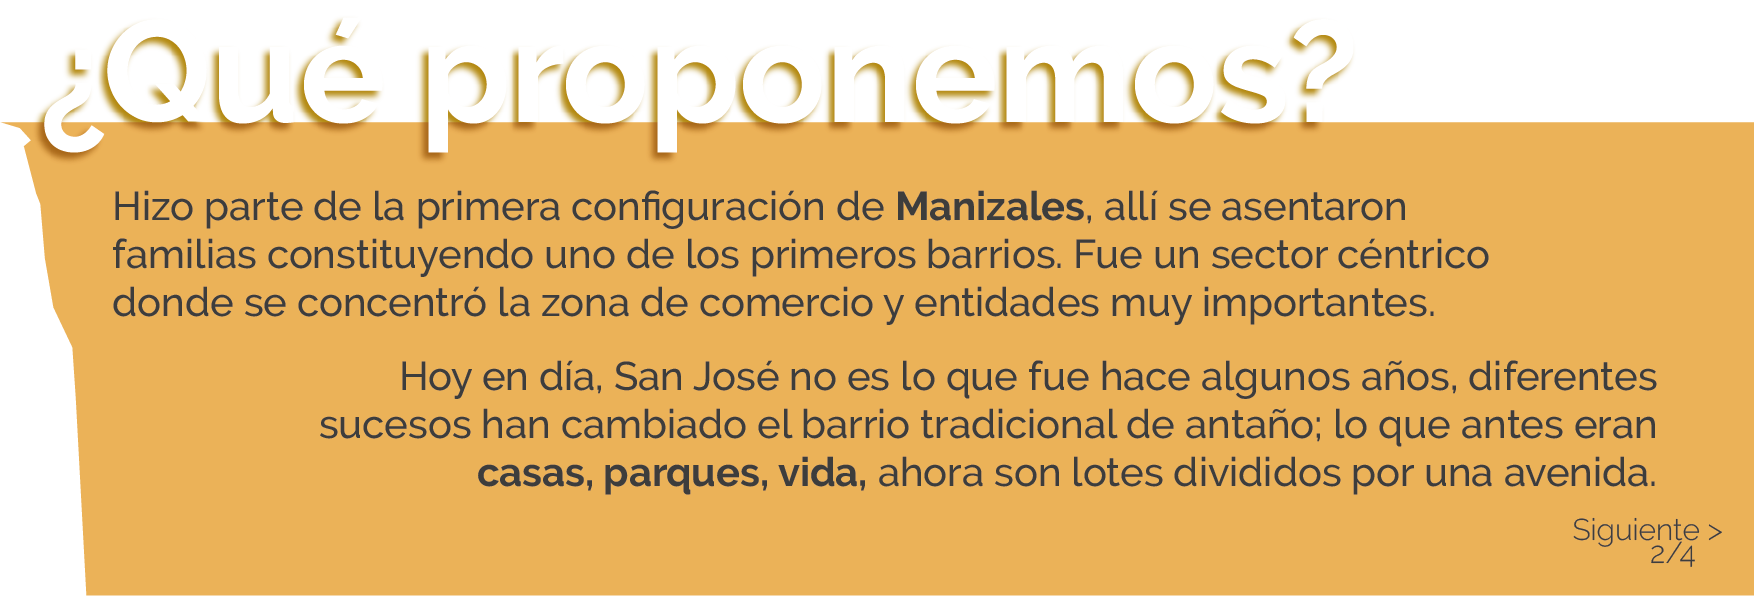 ¿Qué proponemos?
Hizo parte de la primera configuración de Manizales, allí se asentaron
familias constituyendo uno de los primeros barrios. Fue un sector céntrico
donde se concentró la zona de comercio y entidades muy importantes.
Hoy en día, San José no es lo que fue hace algunos años, diferentes
sucesos han cambiado el barrio tradicional de antaño; lo que antes eran
casas, parques, vida, ahora son lotes divididos por una avenida.
Siguiente >
2/4